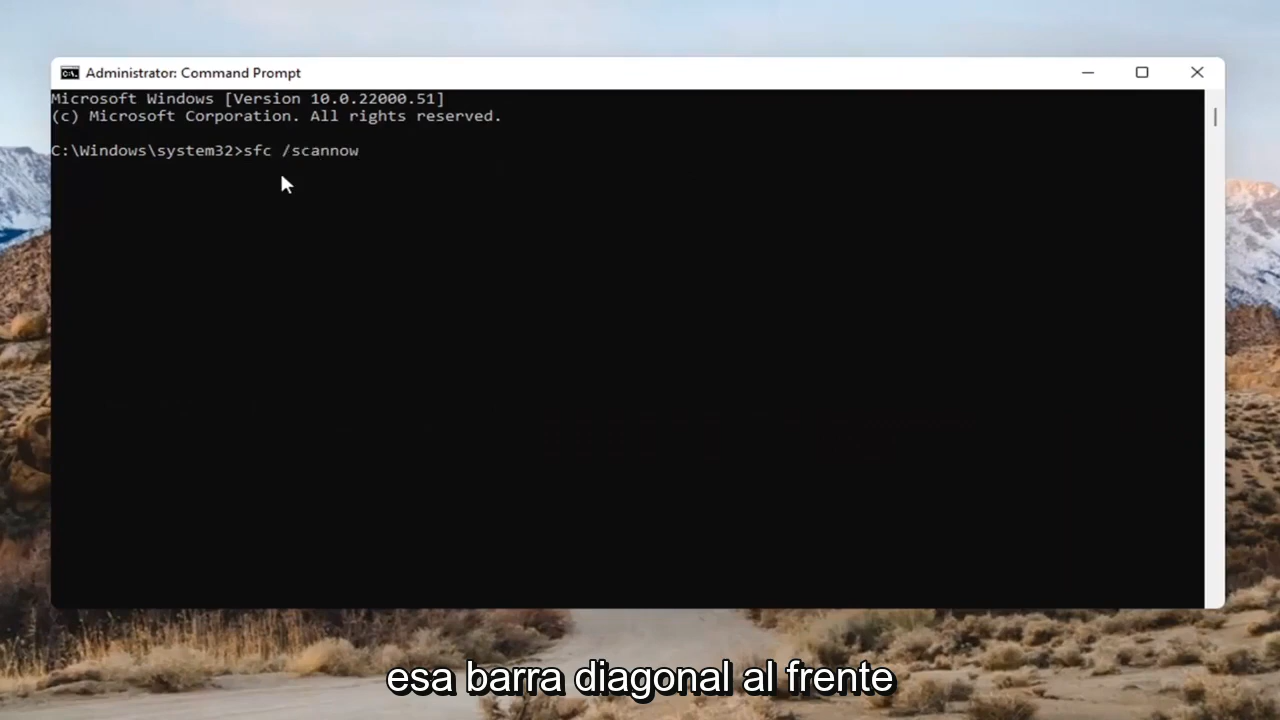 Administrator: Command Prompt
Microsoft Windows [Version 10.0.22000.51]
(c) Microsoft Corporation. All rights reserved.
C:\Windows\system32>sfc /scannow
esa barra diagonal al frente